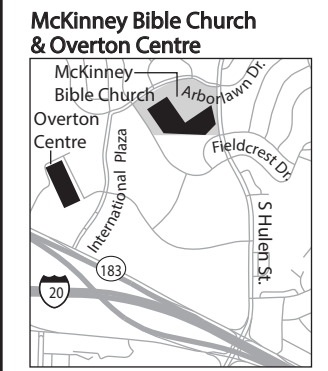 McKinney Bible Church
& Overton Centre
McKinney
Bible Church
Arborlawn Dr.
Overton
Centre
International Plaza
Fieldcrest Dr.
S Hulen St.
183
20